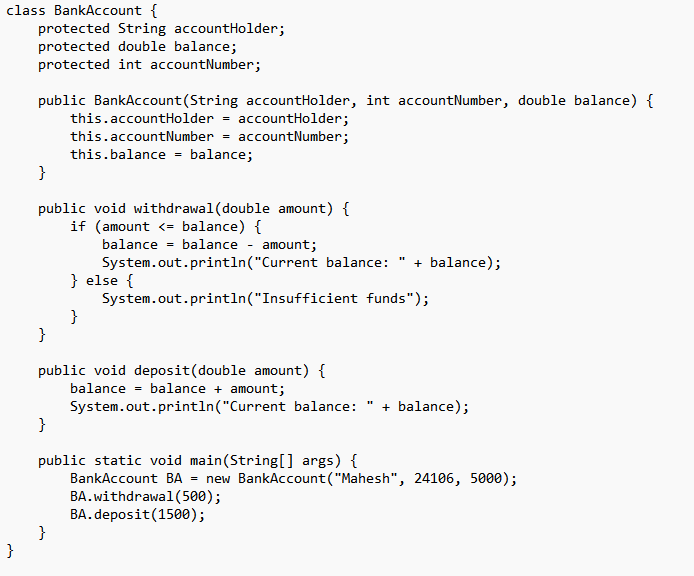 class BankAccount {
    protected String accountHolder;
    protected double balance;
    protected int accountNumber;

    public BankAccount(String accountHolder, int accountNumber, double balance) {
        this.accountHolder = accountHolder;
        this.accountNumber = accountNumber;
        this.balance = balance;
    }

    public void withdrawal(double amount) {
        if (amount <= balance) {
            balance = balance - amount;
            System.out.println("Current balance: " + balance);
        } else {
            System.out.println("Insufficient funds");
        }
    }

    public void deposit(double amount) {
        balance = balance + amount;
        System.out.println("Current balance: " + balance);
    }

    public static void main(String[] args) {
        BankAccount BA = new BankAccount("Mahesh", 24106, 5000);
        BA.withdrawal(500);
        BA.deposit(1500);
    }
}